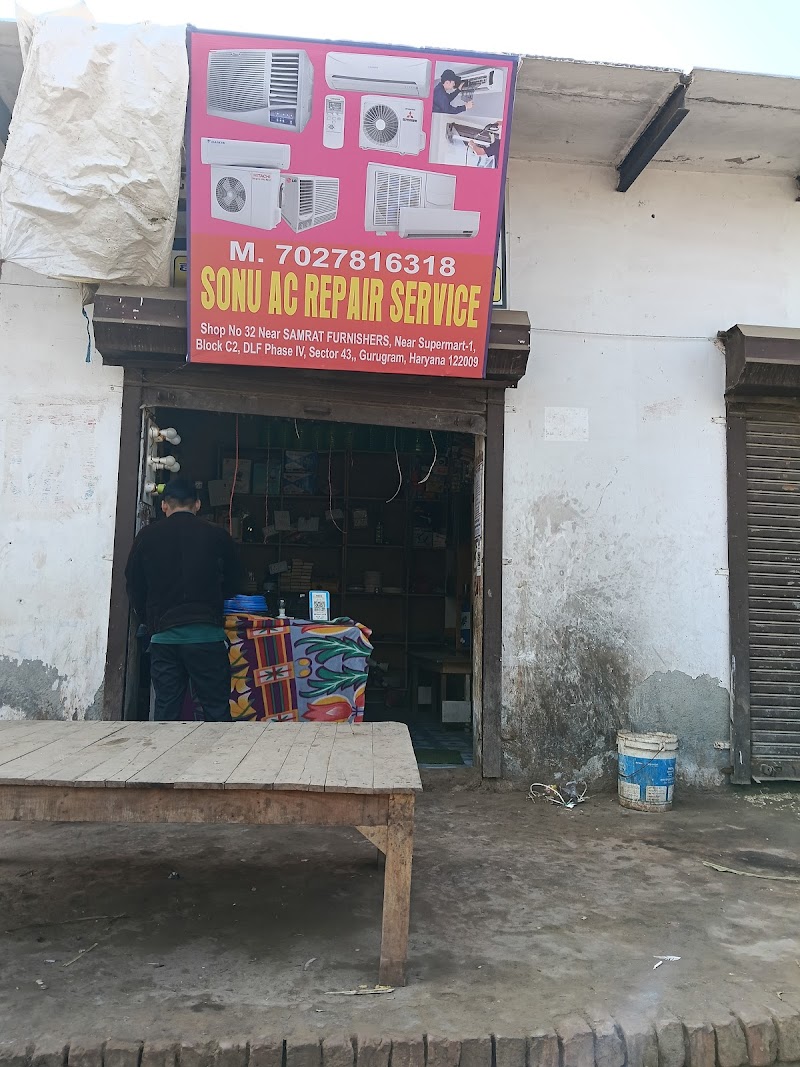 M. 7027816318
SONU AC REPAIR SERVICE
Shop No 32 Near SAMRAT FURNISHERS, Near Supermart-1,
Block C2, DLF Phase IV, Sector 43,, Gurugram, Haryana 122009